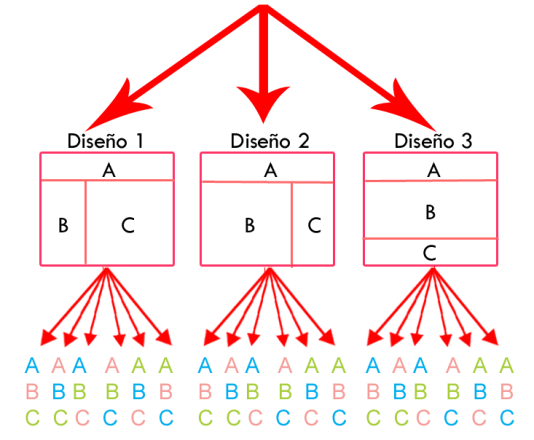 Diseño 1 Diseño 2 Diseño 3
A A A
B C B C B
C
A A A A A A A A A A A A A A A A A A
B B B B B B B B B B B B B B B B B B
C C C C C C C C C C C C C C C C C C